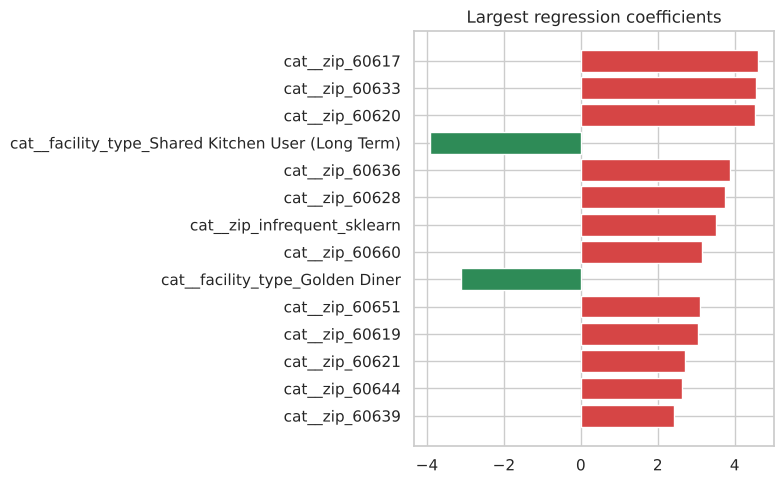 Largest regression coefficients
cat__zip_60617
cat__zip_60633
cat__zip_60620
cat__facility_type_Shared Kitchen User (Long Term)
cat__zip_60636
cat__zip_60628
cat__zip_infrequent_sklearn
cat__zip_60660
cat__facility_type_Golden Diner
cat__zip_60651
cat__zip_60619
cat__zip_60621
cat__zip_60644
cat__zip_60639
−4 −2 0 2 4